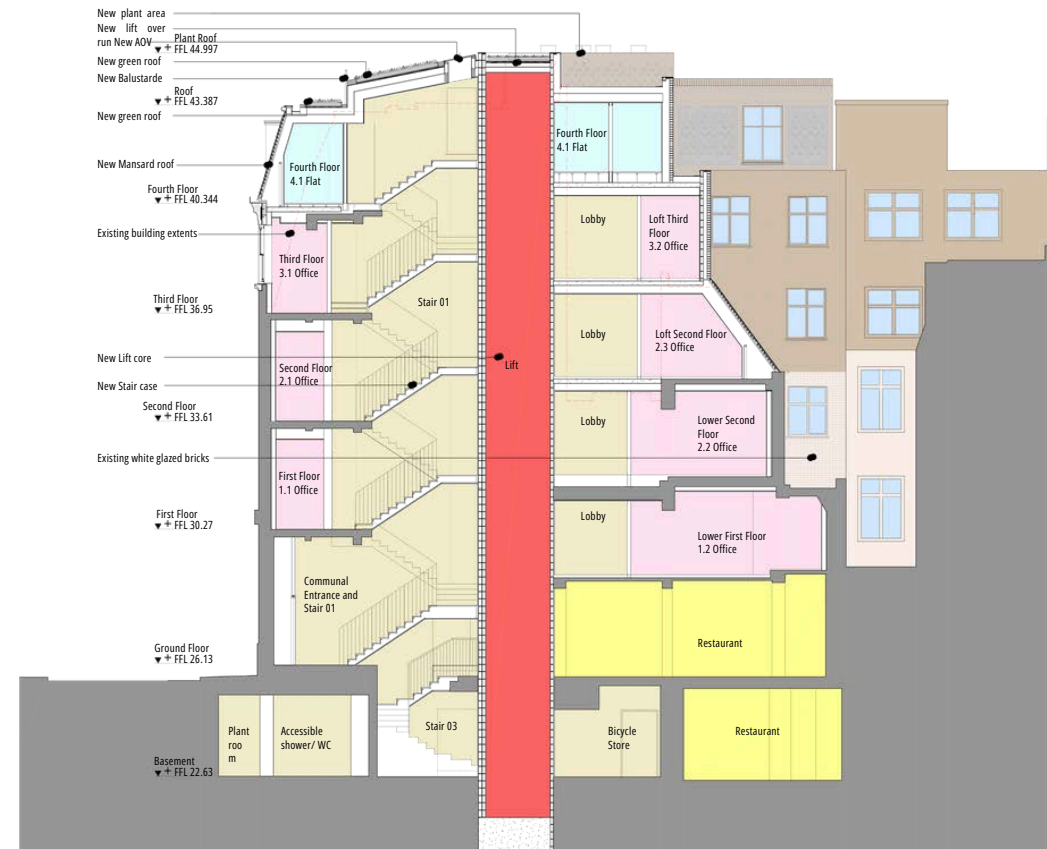 New plant area
New lift over
run New AOV
Plant Roof
FFL 44.997
New green roof
New Balustarde
Roof
FFL 43.387
New green roof
New Mansard roof
Fourth Floor
FFL 40.344
Existing building extents
Third Floor
FFL 36.95
New Lift core
New Stair case
Second Floor
FFL 33.61
Existing white glazed bricks
First Floor
FFL 30.27
Ground Floor
FFL 26.13
Basement
FFL 22.63
Fourth Floor
4.1 Flat
Third Floor
3.1 Office
Second Floor
2.1 Office
First Floor
1.1 Office
Communal
Entrance and
Stair 01
Plant
roo
m
Accessible
shower/ WC
Stair 01
Stair 03
Lift
Fourth Floor
4.1 Flat
Lobby
Loft Third
Floor
3.2 Office
Lobby
Loft Second Floor
2.3 Office
Lobby
Lower Second
Floor
2.2 Office
Lobby
Lower First Floor
1.2 Office
Restaurant
Bicycle
Store
Restaurant